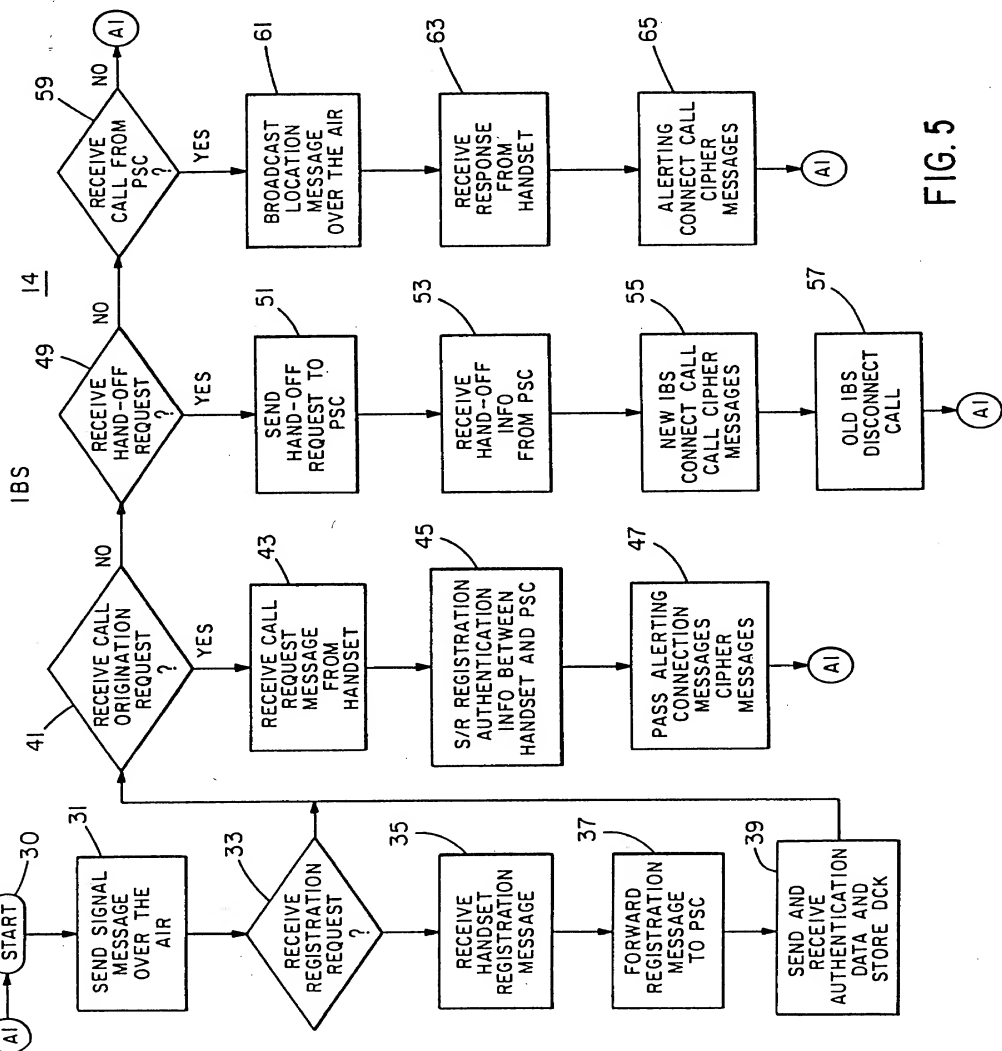 IBS
14
A1
START
30
SEND SIGNAL
MESSAGE
OVER THE
AIR
31
RECEIVE
REGISTRATION
REQUEST
?
33
RECEIVE
HANDSET
REGISTRATION
MESSAGE
35
FORWARD
REGISTRATION
MESSAGE
TO PSC
37
SEND AND
RECEIVE
AUTHENTICATION
DATA AND
STORE DCK
39
RECEIVE CALL
ORIGINATION
REQUEST
?
41
NO
YES
RECEIVE CALL
REQUEST
MESSAGE
FROM
HANDSET
43
S/R REGISTRATION
AUTHENTICATION
INFO BETWEEN
HANDSET AND PSC
45
PASS ALERTING
CONNECTION
MESSAGES
CIPHER
MESSAGES
47
A1
RECEIVE
HAND-OFF
REQUEST
?
49
NO
YES
SEND
HAND-OFF
REQUEST TO
PSC
51
RECEIVE
HAND-OFF
INFO
FROM PSC
53
NEW IBS
CONNECT CALL
CALL CIPHER
MESSAGES
55
OLD IBS
DISCONNECT
CALL
57
A1
RECEIVE
CALL FROM
PSC
?
59
NO
A1
YES
BROADCAST
LOCATION
MESSAGE
OVER THE AIR
61
RECEIVE
RESPONSE
FROM
HANDSET
63
ALERTING
CONNECT CALL
CIPHER
MESSAGES
65
A1
FIG. 5